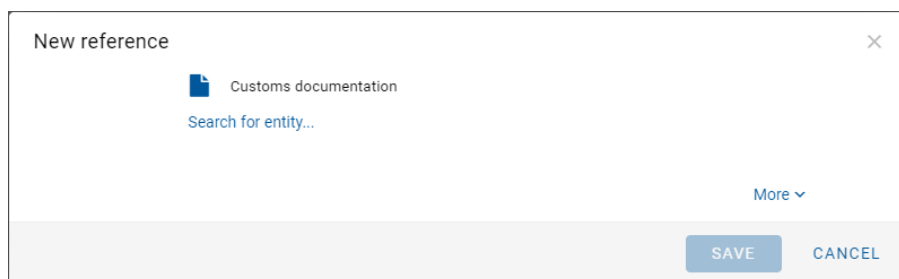 New reference
Customs documentation
Search for entity...
More
SAVE CANCEL